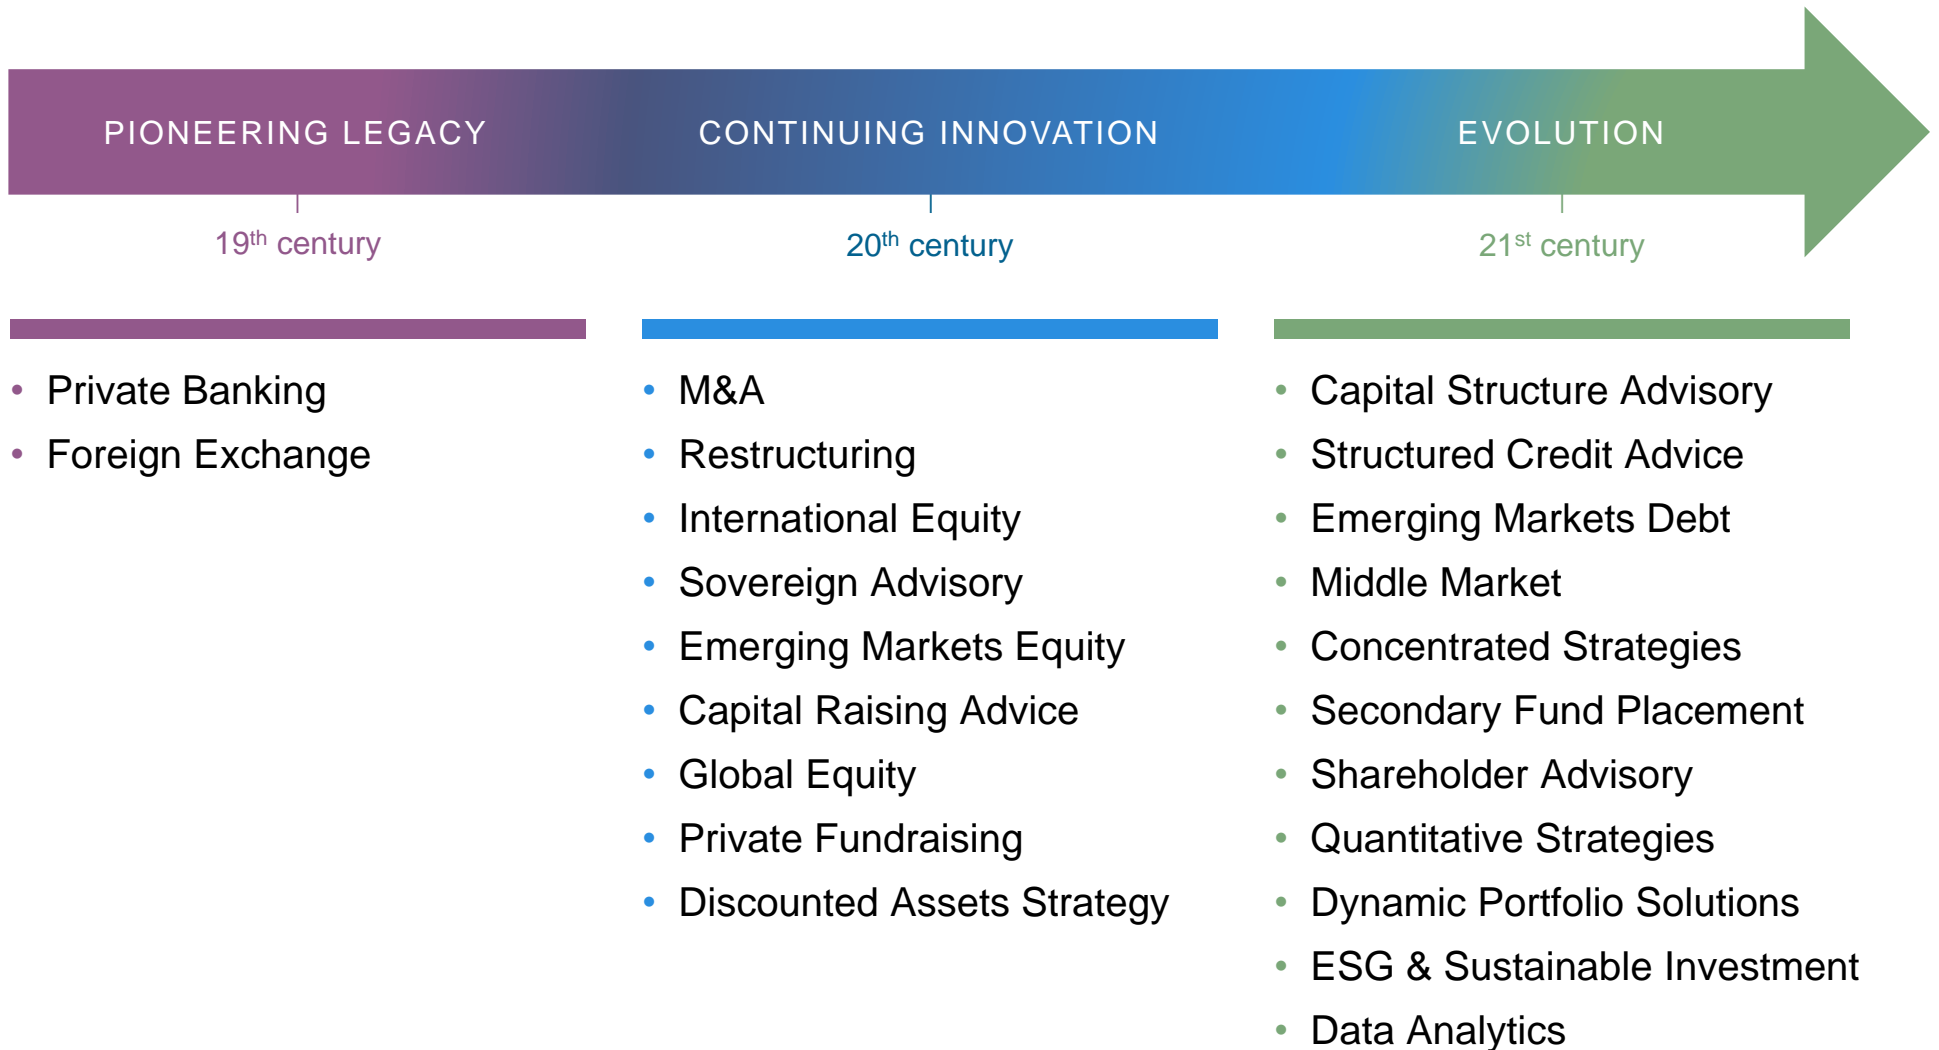 PIONEERING LEGACY
CONTINUING INNOVATION
EVOLUTION
19th century
20th century
21st century
• Private Banking
• Foreign Exchange
• M&A
• Restructuring
• International Equity
• Sovereign Advisory
• Emerging Markets Equity
• Capital Raising Advice
• Global Equity
• Private Fundraising
• Discounted Assets Strategy
• Capital Structure Advisory
• Structured Credit Advice
• Emerging Markets Debt
• Middle Market
• Concentrated Strategies
• Secondary Fund Placement
• Shareholder Advisory
• Quantitative Strategies
• Dynamic Portfolio Solutions
• ESG & Sustainable Investment
• Data Analytics